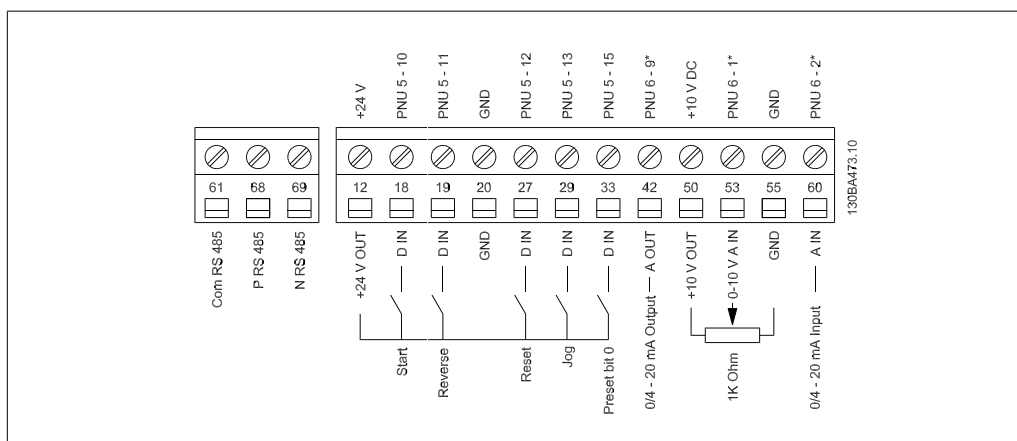 +24 V
PNU 5 - 10
PNU 5 - 11
GND
PNU 5 - 12
PNU 5 - 13
PNU 5 - 15
PNU 6 - 9*
+10 V DC
PNU 6 - 1*
GND
PNU 6 - 2*
61 68 69
12 18 19 20 27 29 33 42 50 53 55 60
130BA473.10
Com RS 485
P RS 485
N RS 485
+24 V OUT
D IN
D IN
GND
D IN
D IN
D IN
A OUT
+10 V OUT
0-10 V A IN
GND
A IN
Start
Reverse
Reset
Jog
Preset bit 0
0/4 - 20 mA Output
1K Ohm
0/4 - 20 mA Input